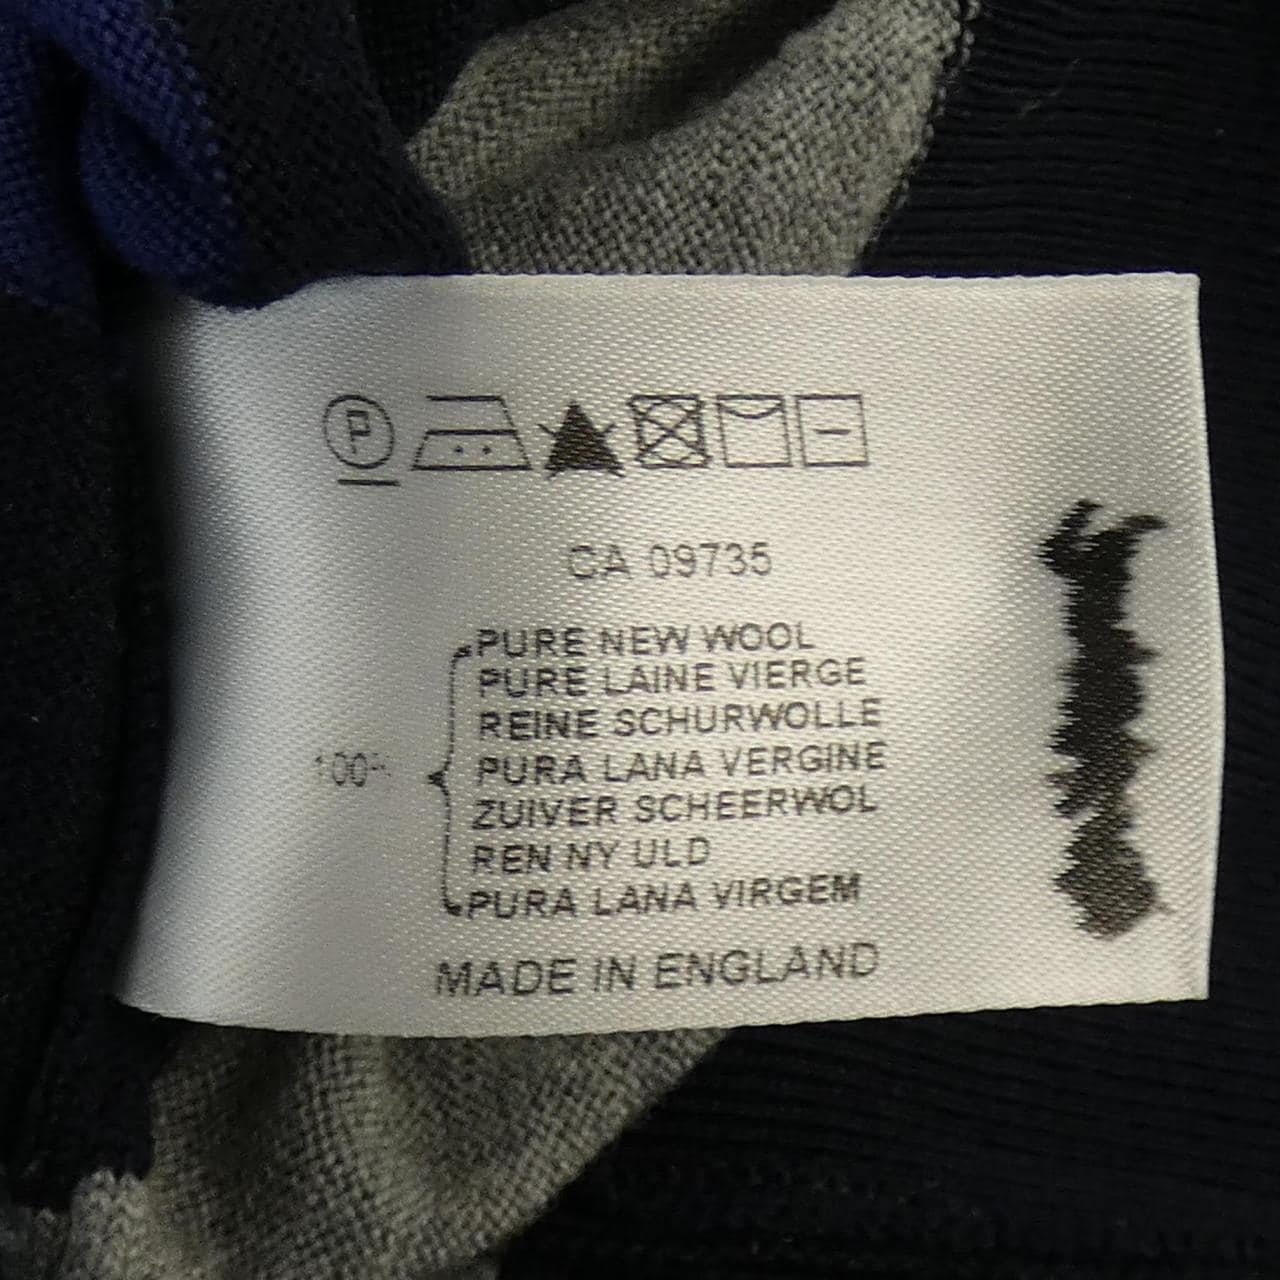 P
CA 09735
PURE NEW WOOL
PURE LAINE VIERGE
REINE SCHURWOLLE
100% PURA LANA VERGINE
ZUIVER SCHEERWOL
REN NY ULD
PURA LANA VIRGEM
MADE IN ENGLAND